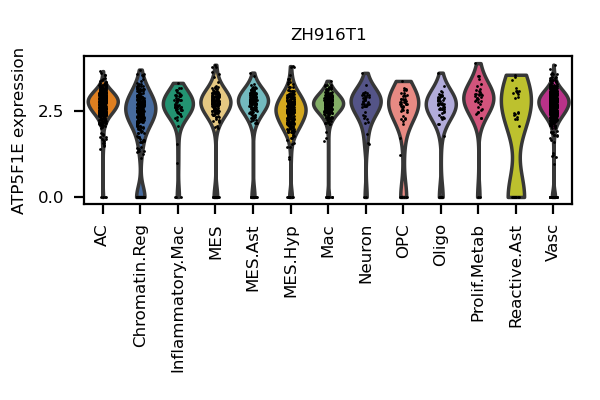 ZH916T1
ATP5F1E expression
2.5
0.0
AC
Chromatin.Reg
Inflammatory.Mac
MES
MES.Ast
MES.Hyp
Mac
Neuron
OPC
Oligo
Prolif.Metab
Reactive.Ast
Vasc